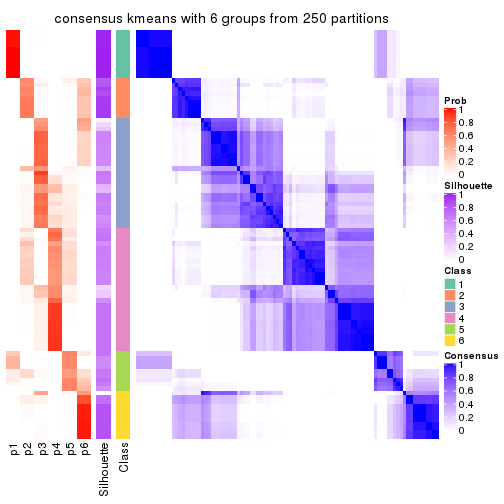 consensus kmeans with 6 groups from 250 partitions
Prob
1
0.8
0.6
0.4
0.2
0
Silhouette
1
0.8
0.6
0.4
0.2
0
Class
1
2
3
4
5
6
Consensus
1
0.8
0.6
0.4
0.2
0
p1
p2
p3
p4
p5
p6
Silhouette
Class